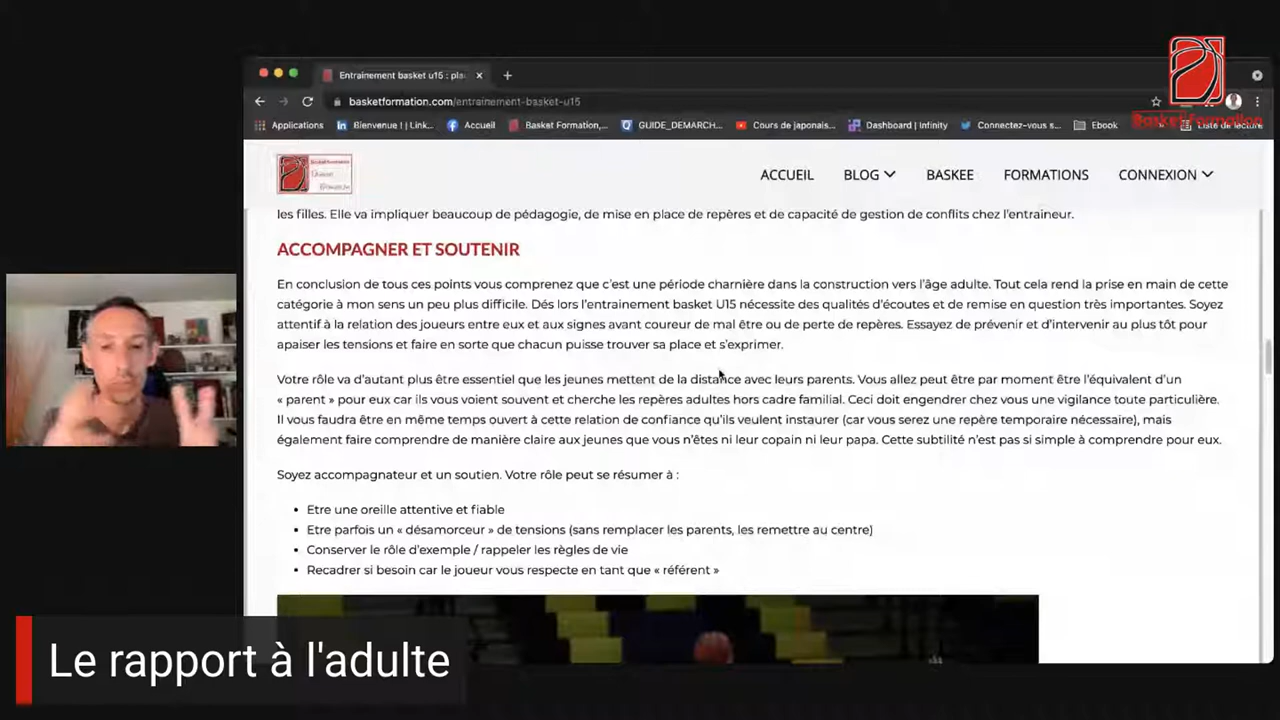 Entrainement basket u15 : pla
basketformation.com/entrainement-basket-u15
Applications
Bienvenue ! | Link...
Accueil
Basket Formation,...
GUIDE_DEMARCH...
Cours de japonais...
Dashboard | Infinity
Connectez-vous s...
Ebook
Liste de lecture
Basket Formation
ACCUEIL
BLOG
BASKEE
FORMATIONS
CONNEXION
les filles. Elle va impliquer beaucoup de pédagogie, de mise en place de repères et de capacité de gestion de conflits chez l'entraineur.
ACCOMPAGNER ET SOUTENIR
En conclusion de tous ces points vous comprenez que c'est une période charnière dans la construction vers l'âge adulte. Tout cela rend la prise en main de cette
catégorie à mon sens un peu plus difficile. Dés lors l'entrainement basket U15 nécessite des qualités d'écoutes et de remise en question très importantes. Soyez
attentif à la relation des joueurs entre eux et aux signes avant coureur de mal être ou de perte de repères. Essayez de prévenir et d'intervenir au plus tôt pour
apaiser les tensions et faire en sorte que chacun puisse trouver sa place et s'exprimer.
Votre rôle va d'autant plus être essentiel que les jeunes mettent de la distance avec leurs parents. Vous allez peut être par moment être l'équivalent d'un
« parent » pour eux car ils vous voient souvent et cherche les repères adultes hors cadre familial. Ceci doit engendrer chez vous une vigilance toute particulière.
Il vous faudra être en même temps ouvert à cette relation de confiance qu'ils veulent instaurer (car vous serez une repère temporaire nécessaire), mais
également faire comprendre de manière claire aux jeunes que vous n'êtes ni leur copain ni leur papa. Cette subtilité n'est pas si simple à comprendre pour eux.
Soyez accompagnateur et un soutien. Votre rôle peut se résumer à :
• Etre une oreille attentive et fiable
• Etre parfois un « désamorceur » de tensions (sans remplacer les parents, les remettre au centre)
• Conserver le rôle d'exemple / rappeler les règles de vie
• Recadrer si besoin car le joueur vous respecte en tant que « référent »
Le rapport à l'adulte